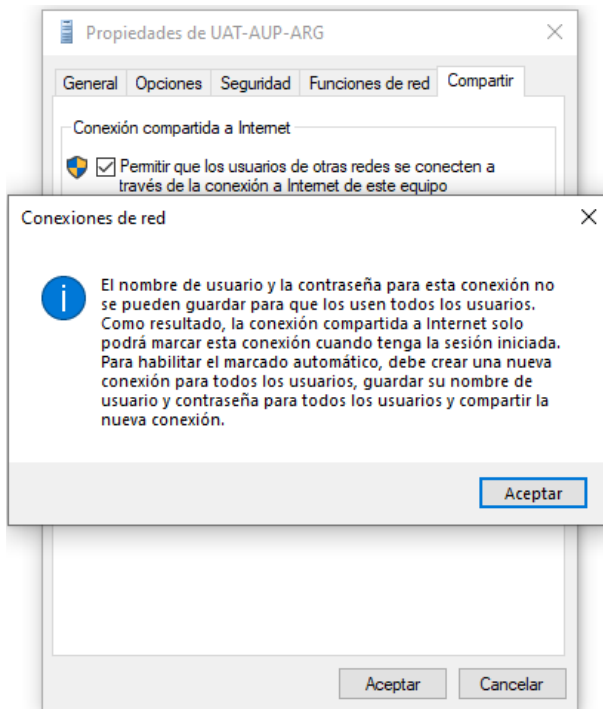 Propiedades de UAT-AUP-ARG
General Opciones Seguridad Funciones de red Compartir
Conexión compartida a Internet
Permitir que los usuarios de otras redes se conecten a
través de la conexión a Internet de este equipo
Conexiones de red
El nombre de usuario y la contraseña para esta conexión no
se pueden guardar para que los usen todos los usuarios.
Como resultado, la conexión compartida a Internet solo
podrá marcar esta conexión cuando tenga la sesión iniciada.
Para habilitar el marcado automático, debe crear una nueva
conexión para todos los usuarios, guardar su nombre de
usuario y contraseña para todos los usuarios y compartir la
nueva conexión.
Aceptar
Aceptar Cancelar